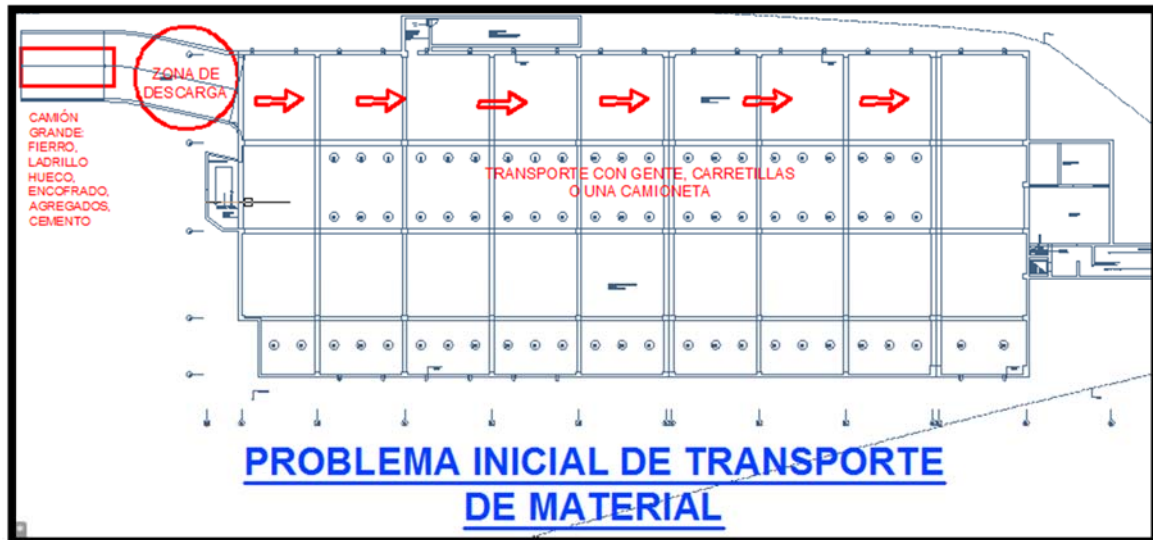 ZONA DE
DESCARGA
CAMIÓN
GRANDE:
FIERRO,
LADRILLO
HUECO,
ENCOFRADO,
AGREGADOS,
CEMENTO
TRANSPORTE CON GENTE, CARRETILLAS
O UNA CAMIONETA
PROBLEMA INICIAL DE TRANSPORTE
DE MATERIAL